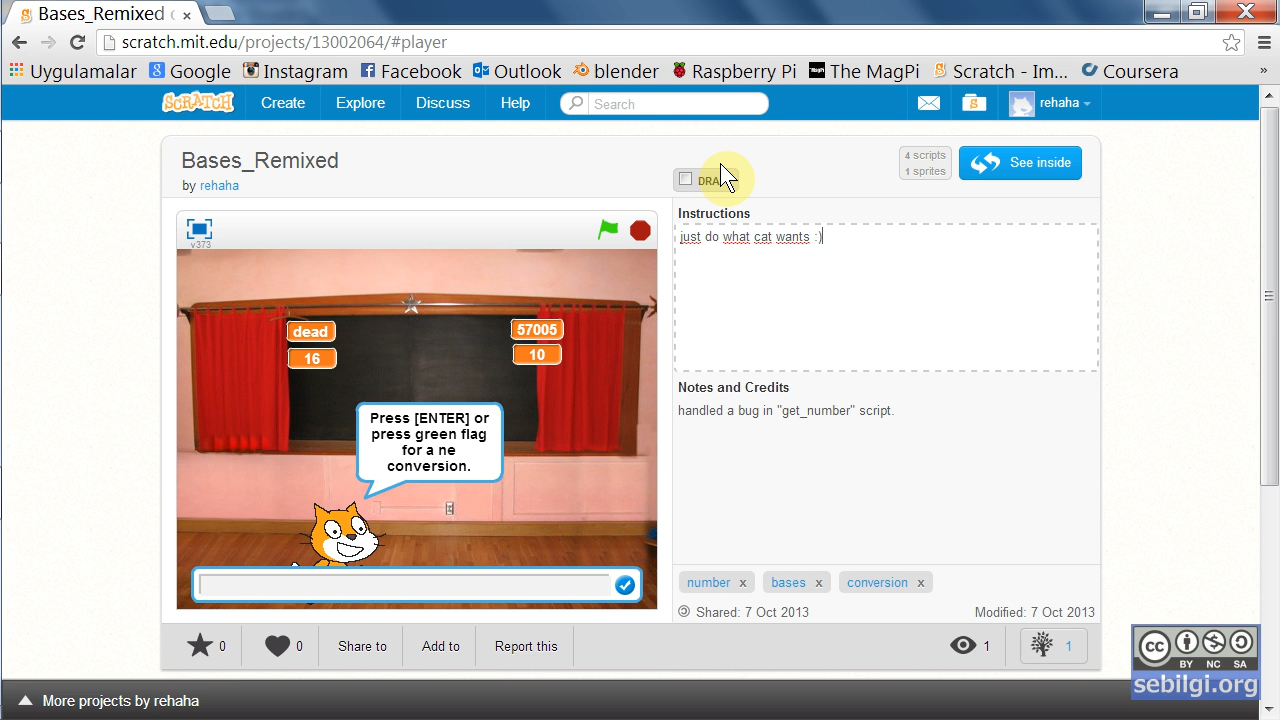 Bases_Remixed
scratch.mit.edu/projects/13002064/#player
Uygulamalar Google Instagram Facebook Outlook blender Raspberry Pi The MagPi Scratch - Im... Coursera »
SCRATCH Create Explore Discuss Help Search rehaha
Bases_Remixed
by rehaha
4 scripts
1 sprites
See inside
v373
dead
16
57005
10
Press [ENTER] or
press green flag
for a ne
conversion.
Instructions
just do what cat wants :)
Notes and Credits
handled a bug in "get_number" script.
number x bases x conversion x
Shared: 7 Oct 2013 Modified: 7 Oct 2013
0 0 Share to Add to Report this 1 1
More projects by rehaha
cc
BY NC SA
sebilgi.org